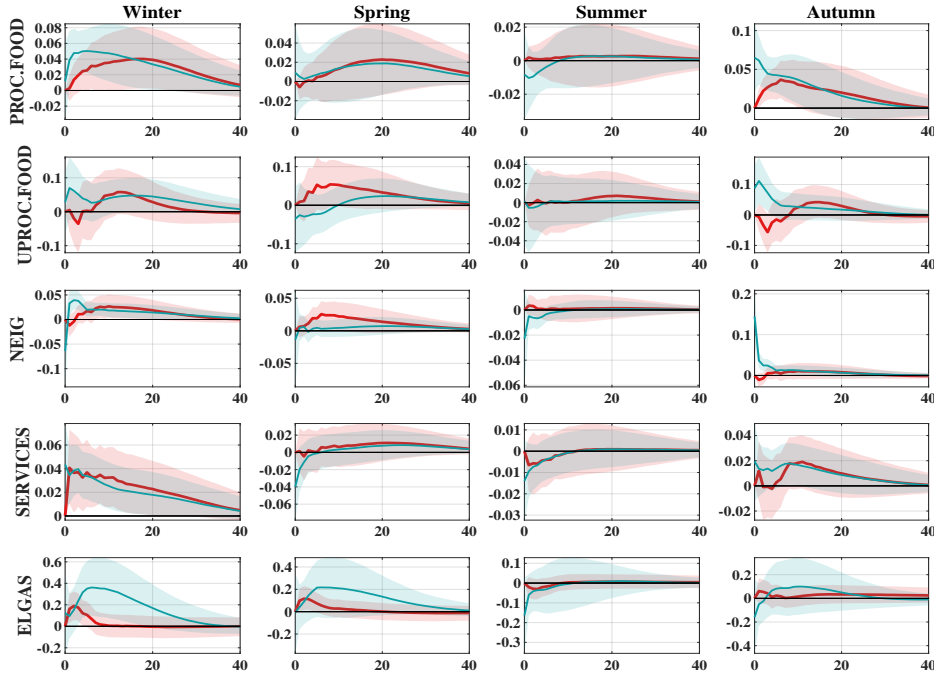 Winter Spring Summer Autumn
PROC.FOOD
0.08 0.06 0.04 0.02 0 -0.02
0 20 40
0.05 0 -0.02
0 20 40
0.02 0 -0.02
0 20 40
0.1 0.05 0
0 20 40
UPROC.FOOD
0.1 0 -0.1
0 20 40
0.1 0 -0.1
0 20 40
0.04 0.02 0 -0.02 -0.04
0 20 40
0.1 0 -0.1
0 20 40
NEIG
0.05 0 -0.05 -0.1
0 20 40
0.05 0 -0.05
0 20 40
0 -0.02 -0.04 -0.06
0 20 40
0.2 0.1 0
0 20 40
SERVICES
0.06 0.04 0.02 0
0 20 40
0.02 0 -0.02 -0.04 -0.06
0 20 40
0.01 0 -0.01 -0.02 -0.03
0 20 40
0.04 0.02 0 -0.02
0 20 40
ELGAS
0.6 0.4 0.2 0 -0.2
0 20 40
0.6 0.4 0.2 0 -0.2
0 20 40
0.1 0 -0.1 -0.2 -0.3
0 20 40
0.2 0 -0.2 -0.4
0 20 40